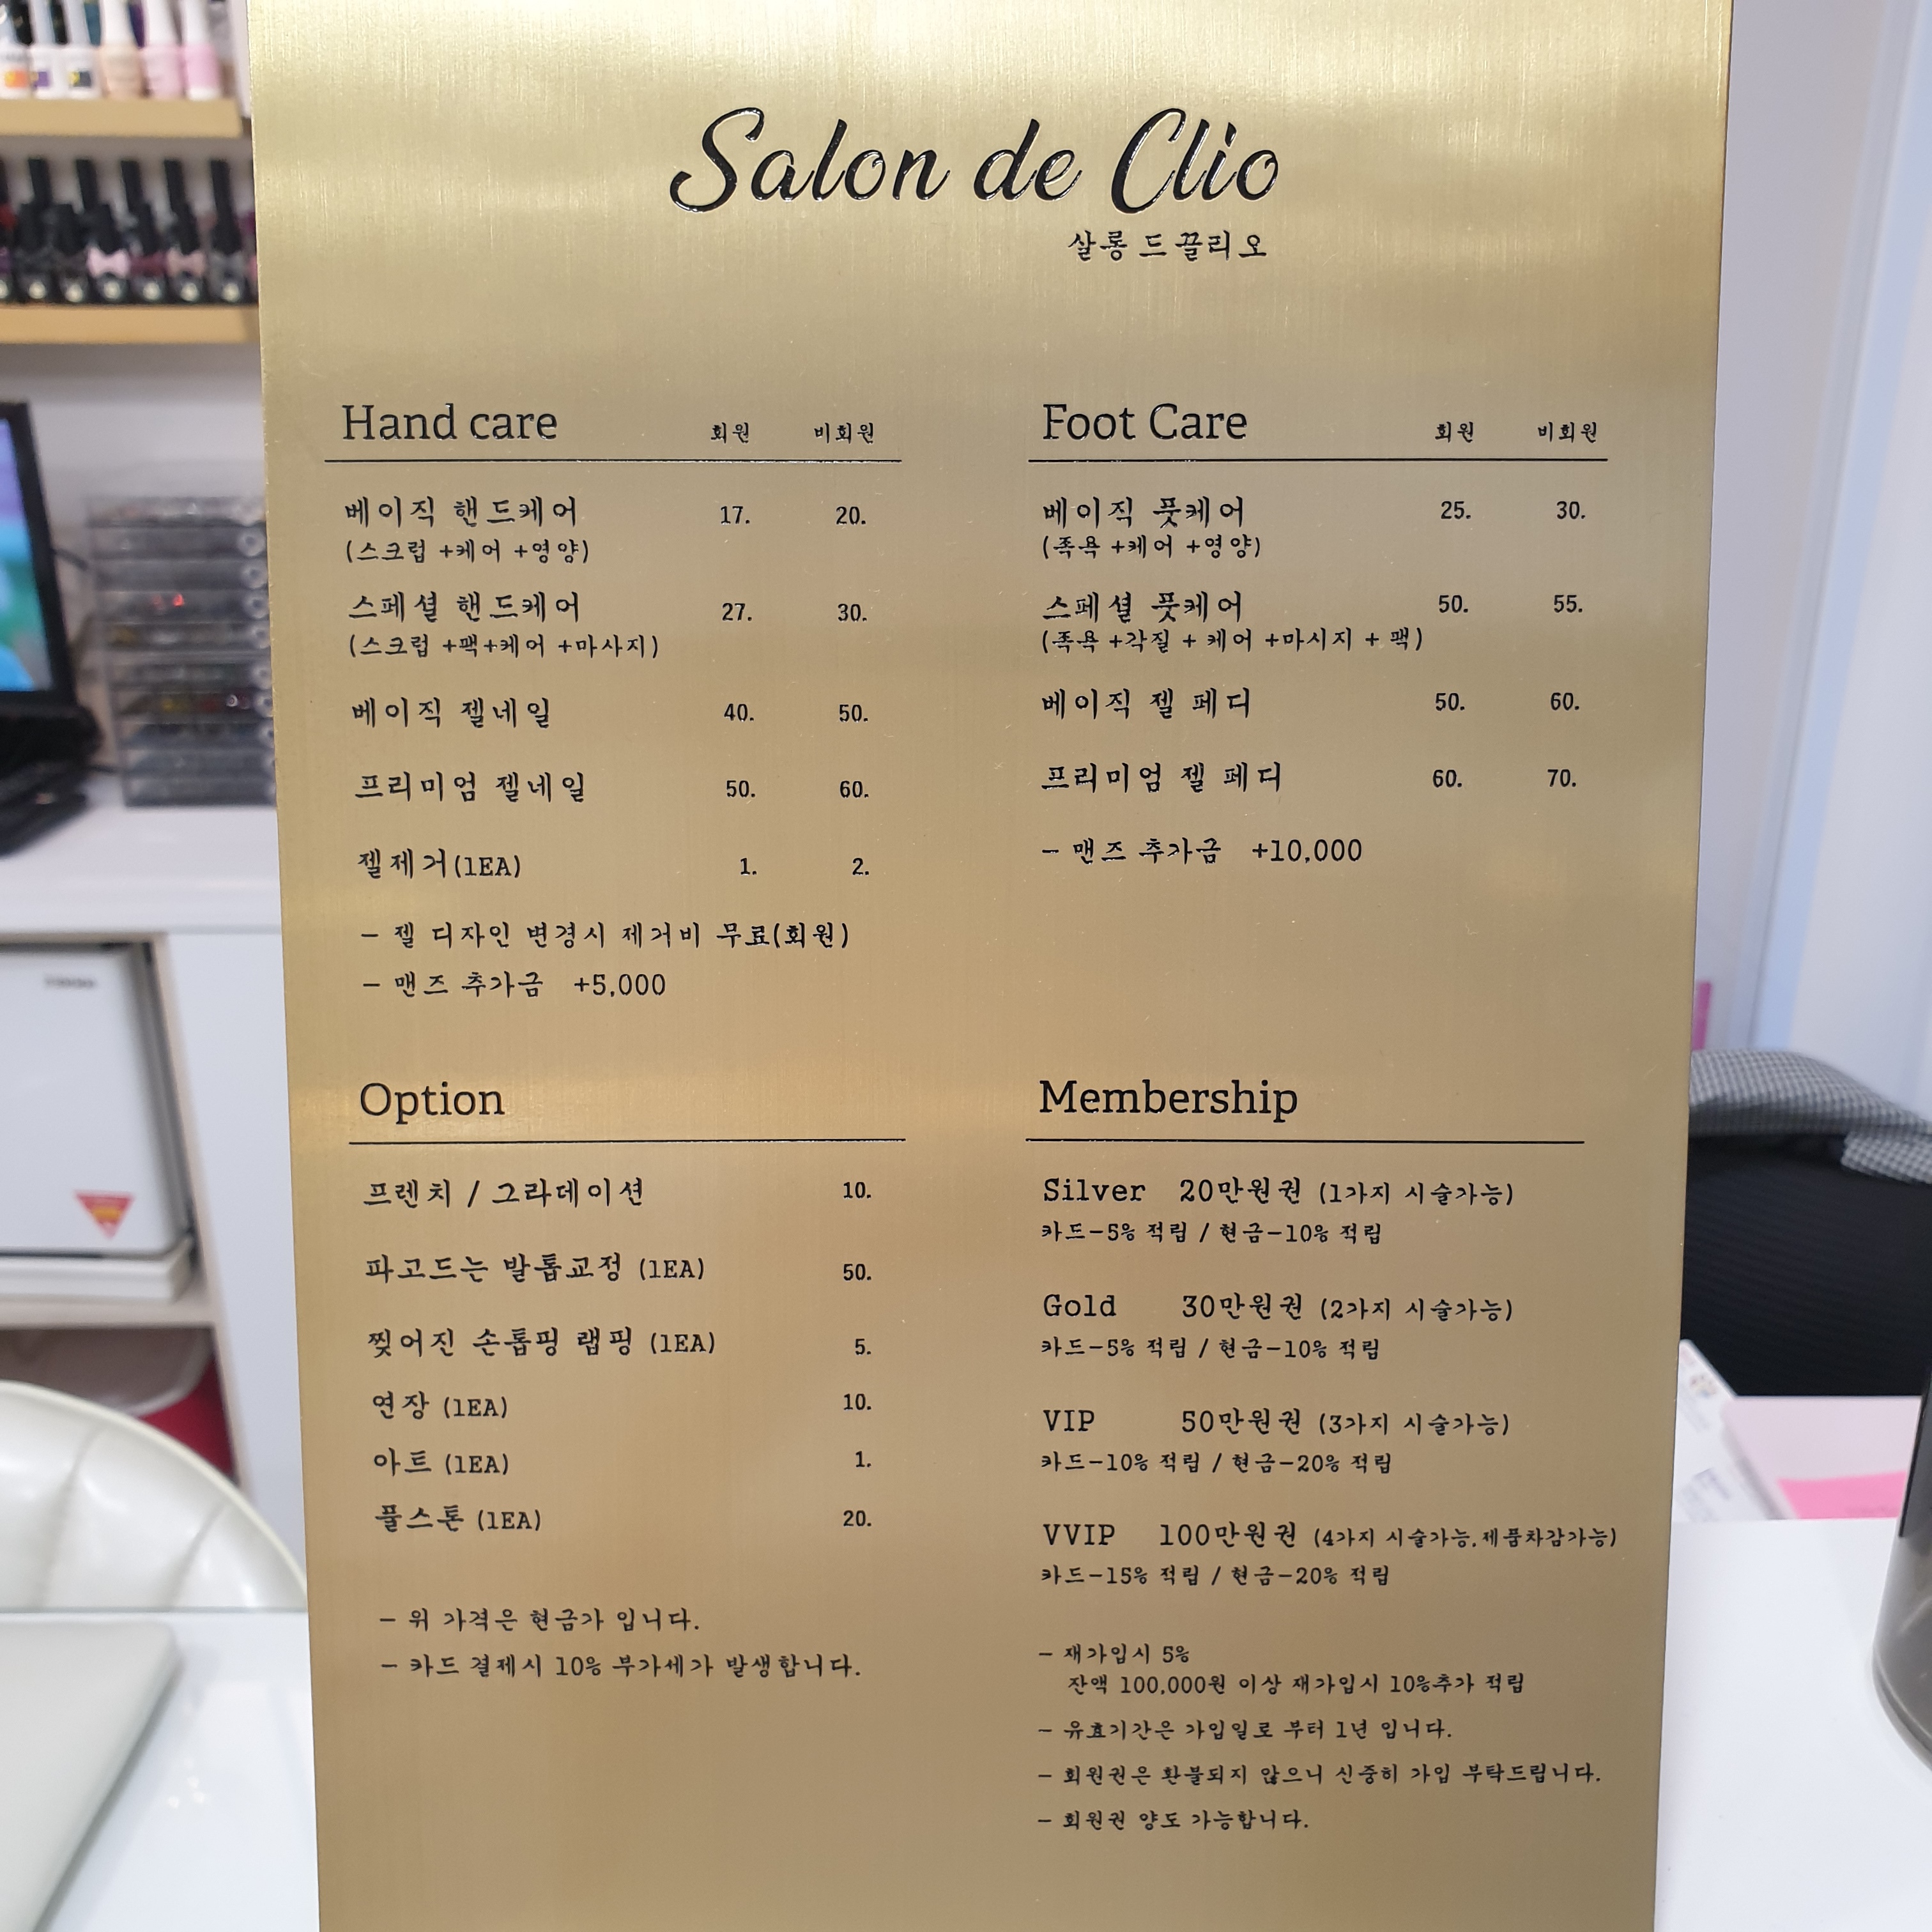 Salon de Clio
살롱 드 끌리오
Hand care 회원 비회원
베이직 핸드케어 17. 20.
(스크럽 +케어 +영양)
스페셜 핸드케어 27. 30.
(스크럽 +팩+케어 +마사지)
베이직 젤네일 40. 50.
프리미엄 젤네일 50. 60.
젤제거(1EA) 1. 2.
- 젤 디자인 변경시 제거비 무료(회원)
- 맨즈 추가금 +5,000
Foot Care 회원 비회원
베이직 풋케어 25. 30.
(족욕 +케어 +영양)
스페셜 풋케어 50. 55.
(족욕 +각질 + 케어 +마시지 + 팩)
베이직 젤 페디 50. 60.
프리미엄 젤 페디 60. 70.
- 맨즈 추가금 +10,000
Option
프렌치 / 그라데이션 10.
파고드는 발톱교정 (1EA) 50.
찢어진 손톱핑 랩핑 (1EA) 5.
연장 (1EA) 10.
아트 (1EA) 1.
풀스톤 (1EA) 20.
- 위 가격은 현금가 입니다.
- 카드 결제시 10% 부가세가 발생합니다.
Membership
Silver 20만원권 (1가지 시술가능)
카드-5% 적립 / 현금-10% 적립
Gold 30만원권 (2가지 시술가능)
카드-5% 적립 / 현금-10% 적립
VIP 50만원권 (3가지 시술가능)
카드-10% 적립 / 현금-20% 적립
VVIP 100만원권 (4가지 시술가능.제품차감가능)
카드-15% 적립 / 현금-20% 적립
- 재가입시 5%
잔액 100,000원 이상 재가입시 10%추가 적립
- 유효기간은 가입일로 부터 1년 입니다.
- 회원권은 환불되지 않으니 신중히 가입 부탁드립니다.
- 회원권 양도 가능합니다.